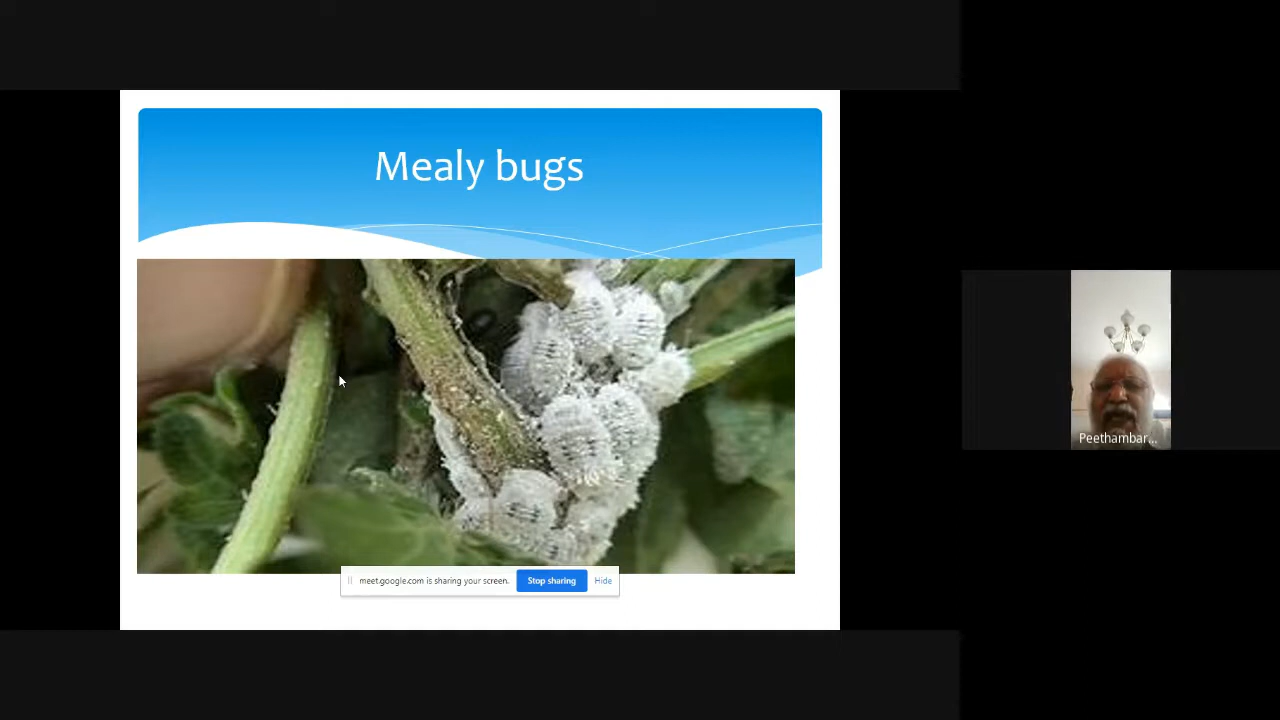 Mealy bugs
meet.google.com is sharing your screen.
Stop sharing
Hide
Peethambar...